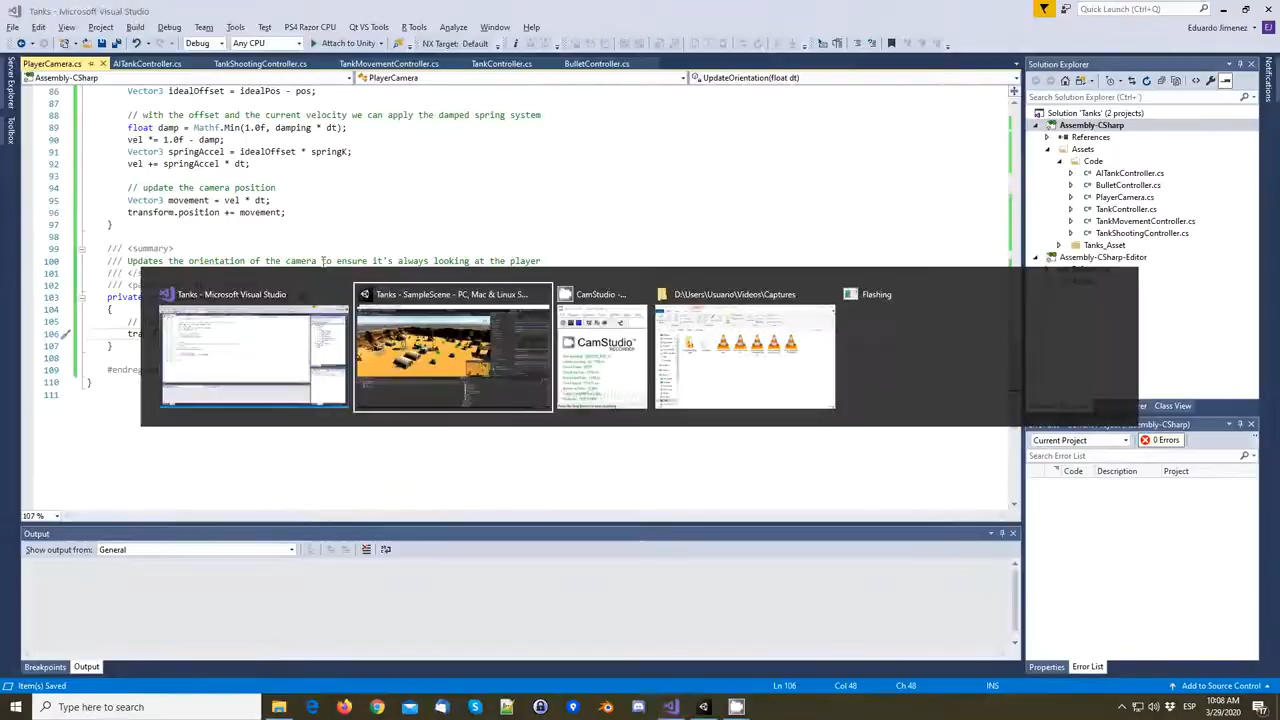 Tanks - Microsoft Visual Studio
Quick Launch (Ctrl+Q)
File Edit View Project Build Debug Team Tools Test PS4 Razor CPU Qt VS Tools Tools Analyze Window Help
Eduardo Jimenez EJ
Debug Any CPU Attach to Unity NX Target: Default
PlayerCamera.cs AITankController.cs TankShootingController.cs TankMovementController.cs TankController.cs BulletController.cs
Assembly-CSharp PlayerCamera UpdateOrientation(float dt)
Server Explorer
Toolbox
Notifications
86 Vector3 idealOffset = idealPos - pos;
87
88 // with the offset and the current velocity we can apply the damped spring system
89 float damp = Mathf.Min(1.0f, damping * dt);
90 vel *= 1.0f - damp;
91 Vector3 springAccel = idealOffset * springK;
92 vel += springAccel * dt;
93
94 // update the camera position
95 Vector3 movement = vel * dt;
96 transform.position += movement;
97 }
98
99 /// <summary>
100 /// Updates the orientation of the camera to ensure it's always looking at the player
101 /// </
102 /// <
103 private
104
105 //
106 tra
107 }
108
109 #endre
110 }
111
Tanks - Microsoft Visual Studio
Tanks - SampleScene - PC, Mac & Linux S...
CamStudio -...
D:\Users\Usuario\Videos\Captures
Flashing
CamStudio
RECORDER
Solution Explorer
Search Solution Explorer (Ctrl+
Solution 'Tanks' (2 projects)
Assembly-CSharp
References
Assets
Code
AITankController.cs
BulletController.cs
PlayerCamera.cs
TankController.cs
TankMovementController.cs
TankShootingController.cs
Tanks_Asset
Assembly-CSharp-Editor
Class View
Current Project 0 Errors
Search Error List
Code Description Project
107 %
Output
Show output from: General
Breakpoints Output
Properties Error List
Item(s) Saved Ln 106 Col 48 Ch 48 INS Add to Source Control
Type here to search
ESP
10:08 AM
3/29/2020
17